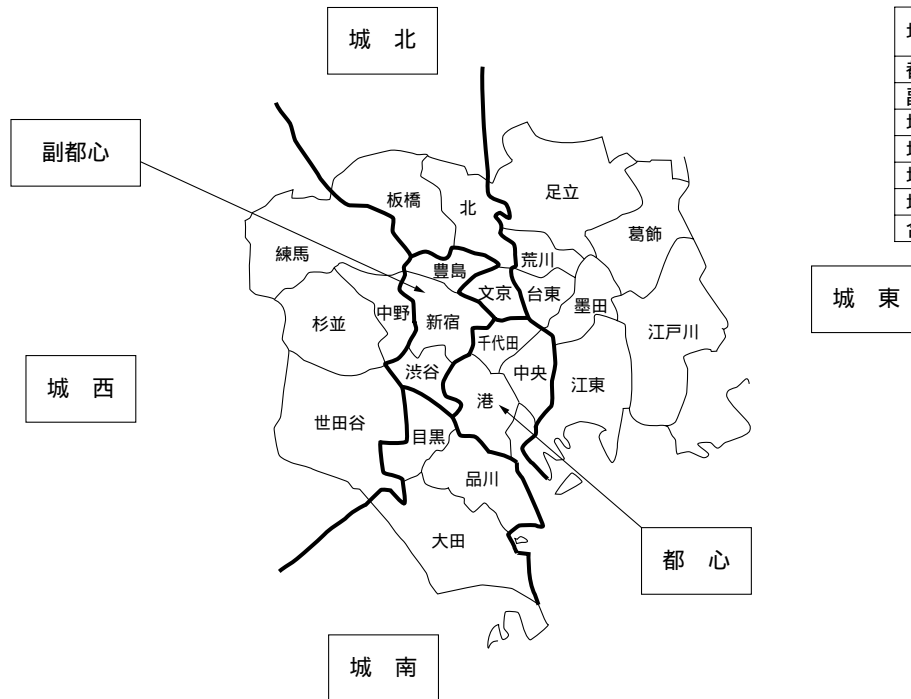 城 北
副都心
足立
板橋
北
葛飾
練馬
荒川
豊島
文京
台東
墨田
城 東
中野
新宿
杉並
江戸川
千代田
渋谷
中央
江東
城 西
港
世田谷
目黒
品川
大田
都 心
城 南